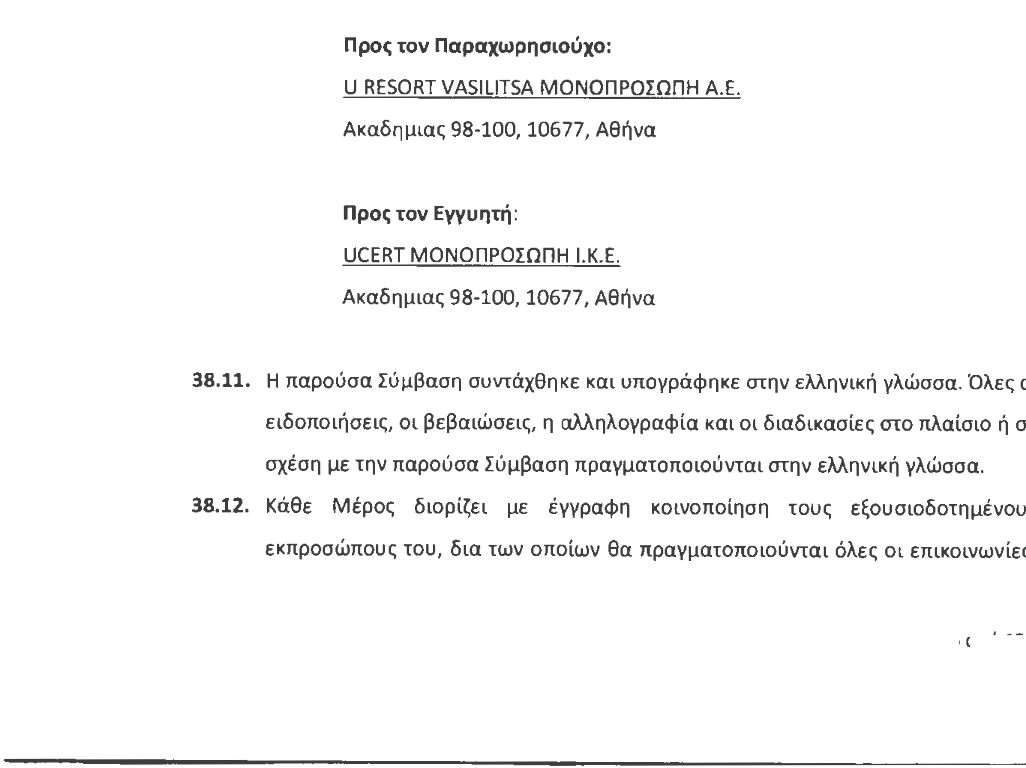 Προς τον Παραχωρησιούχο:
U RESORT VASILITSA ΜΟΝΟΠΡΟΣΩΠΗ Α.Ε.
Ακαδημιας 98-100, 10677, Αθήνα
Προς τον Εγγυητή:
UCERT ΜΟΝΟΠΡΟΣΩΠΗ Ι.Κ.Ε.
Ακαδημιας 98-100, 10677, Αθήνα
38.11. Η παρούσα Σύμβαση συντάχθηκε και υπογράφηκε στην ελληνική γλώσσα. Όλες
ειδοποιήσεις, οι βεβαιώσεις, η αλληλογραφία και οι διαδικασίες στο πλαίσιο ή
σχέση με την παρούσα Σύμβαση πραγματοποιούνται στην ελληνική γλώσσα.
38.12. Κάθε Μέρος διορίζει με έγγραφη κοινοποίηση τους εξουσιοδοτημένου
εκπροσώπους του, δια των οποίων θα πραγματοποιούνται όλες οι επικοινωνίες